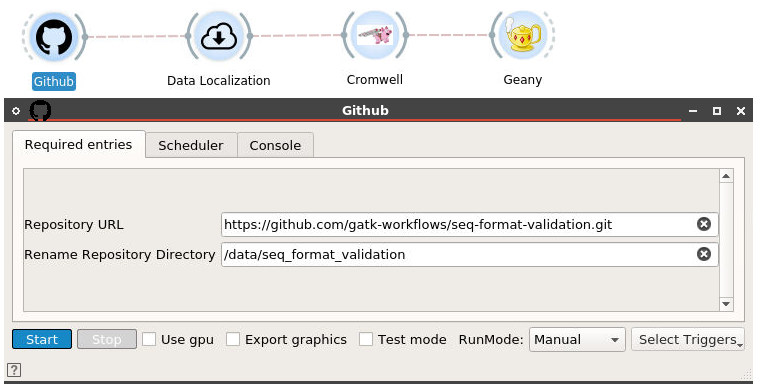 Github
Data Localization
Cromwell
Geany
Github
Required entries
Scheduler
Console
Repository URL
https://github.com/gatk-workflows/seq-format-validation.git
Rename Repository Directory
/data/seq_format_validation
Start
Stop
Use gpu
Export graphics
Test mode
RunMode:
Manual
Select Triggers
?